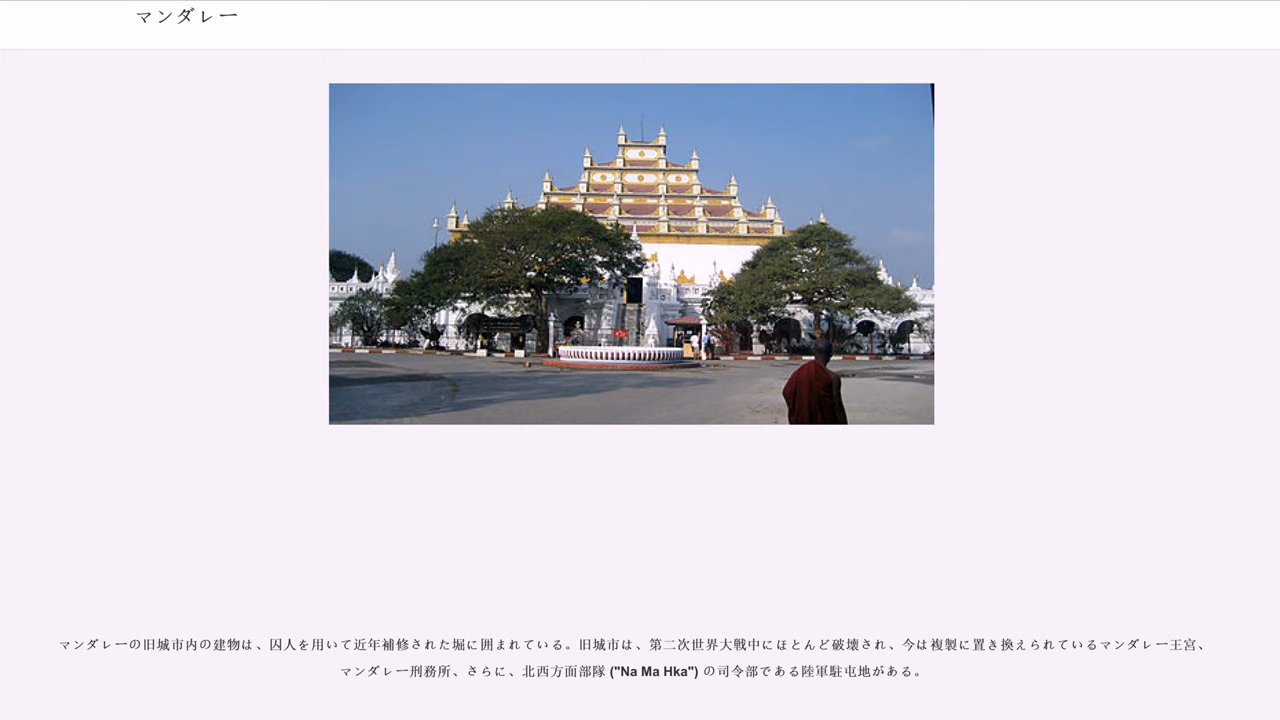 マンダレー
マンダレーの旧城市内の建物は、囚人を用いて近年補修された堀に囲まれている。旧城市は、第二次世界大戦中にほとんど破壊され、今は複製に置き換えられているマンダレー王宮、
マンダレー刑務所、さらに、北西方面部隊 ("Na Ma Hka") の司令部である陸軍駐屯地がある。